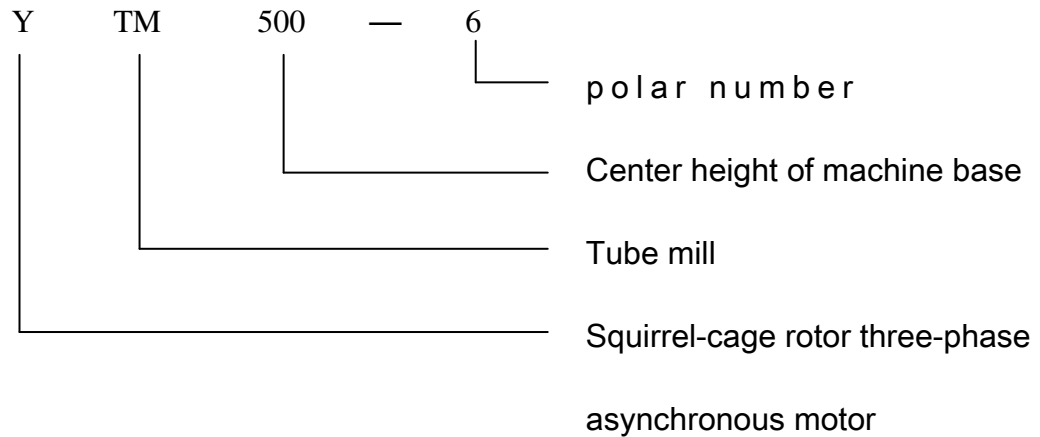 Y TM 500 — 6
polar number
Center height of machine base
Tube mill
Squirrel-cage rotor three-phase
asynchronous motor